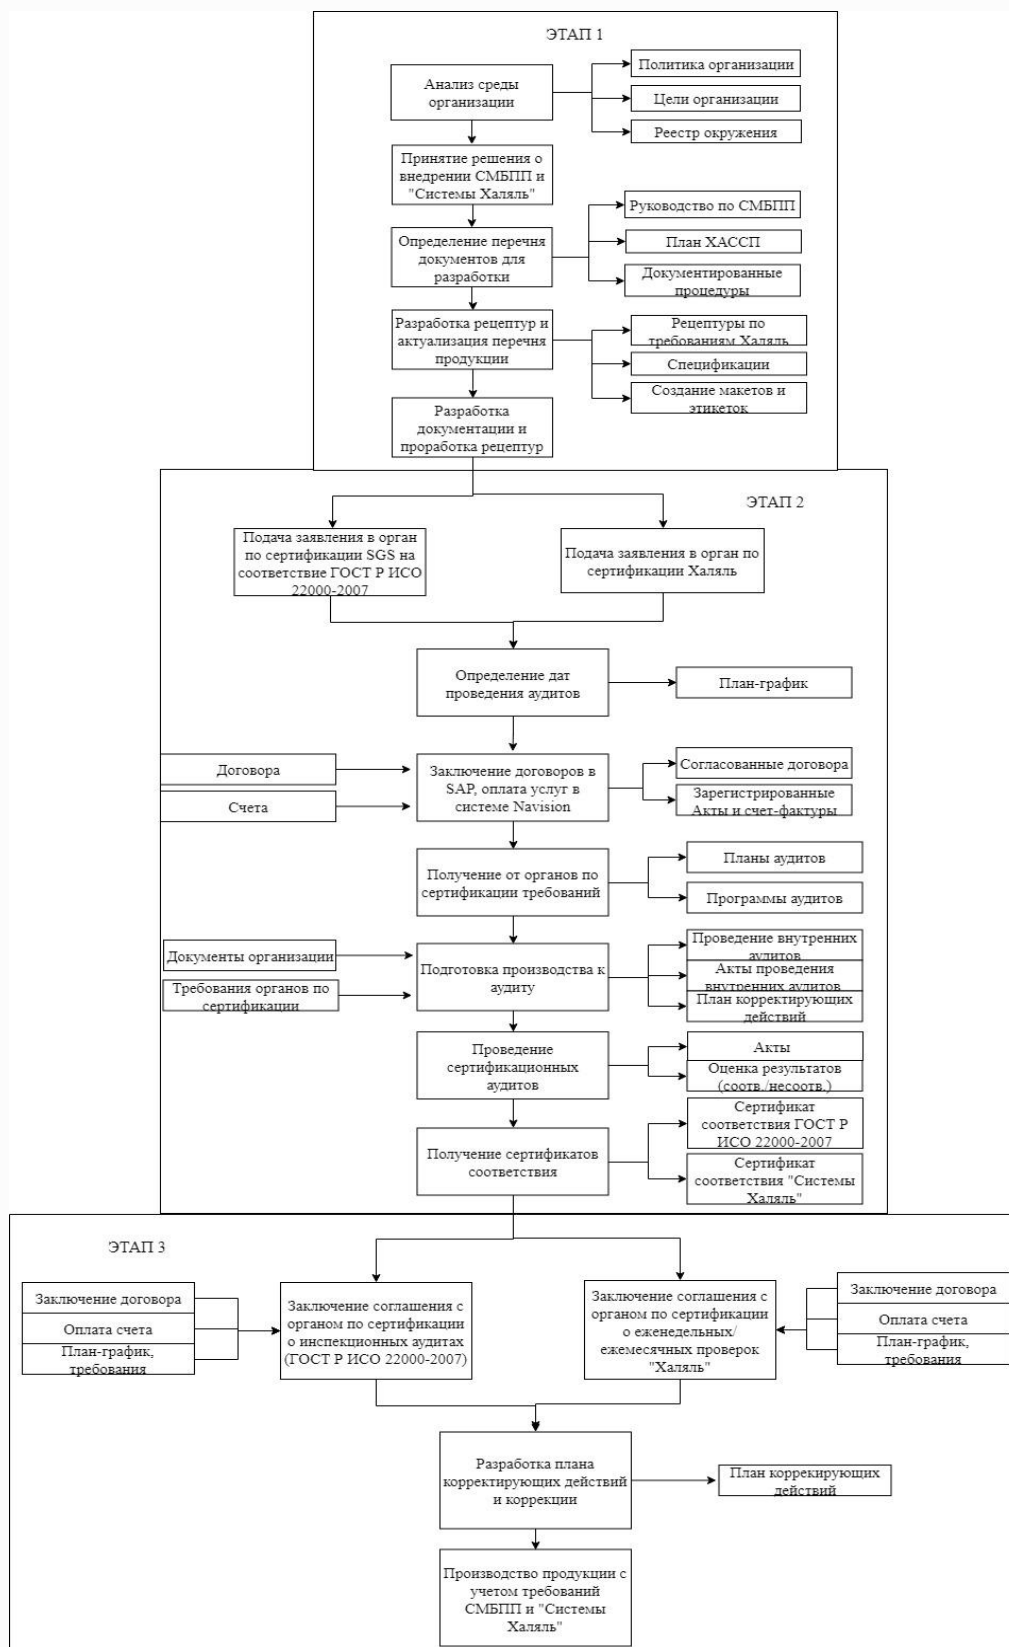 ЭТАП 1
Анализ среды
организации
Политика организации
Цели организации
Реестр окружения
Принятие решения о
внедрении СМБПП и
"Системы Халяль"
Определение перечня
документов для
разработки
Руководство по СМБПП
План ХАССП
Документированные
процедуры
Разработка рецептур и
актуализация перечня
продукции
Рецептуры по
требованиям Халяль
Спецификации
Создание макетов и
этикеток
Разработка
документации и
проработка рецептур
ЭТАП 2
Подача заявления в орган
по сертификации SGS на
соответствие ГОСТ Р ИСО
22000-2007
Подача заявления в орган по
сертификации Халяль
Определение дат
проведения аудитов
План-график
Договора
Счета
Заключение договоров в
SAP, оплата услуг в
системе Navision
Согласованные договора
Зарегистрированные
Акты и счет-фактуры
Получение от органов по
сертификации требований
Планы аудитов
Программы аудитов
Документы организации
Требования органов по
сертификации
Подготовка производства к
аудиту
Проведение внутренних
аудитов
Акты проведения
внутренних аудитов
План корректирующих
действий
Проведение
сертификационных
аудитов
Акты
Оценка результатов
(соотв./несоотв.)
Получение сертификатов
соответствия
Сертификат
соответствия ГОСТ Р
ИСО 22000-2007
Сертификат
соответствия "Системы
Халяль"
ЭТАП 3
Заключение договора
Оплата счета
План-график,
требования
Заключение соглашения с
органом по сертификации
о инспекционных аудитах
(ГОСТ Р ИСО 22000-2007)
Заключение соглашения с
органом по сертификации
о еженедельных/
ежемесячных проверок
"Халяль"
Заключение договора
Оплата счета
План-график,
требования
Разработка плана
корректирующих действий
и коррекции
План коррекирующих
действий
Производство продукции с
учетом требований
СМБПП и "Системы
Халяль"